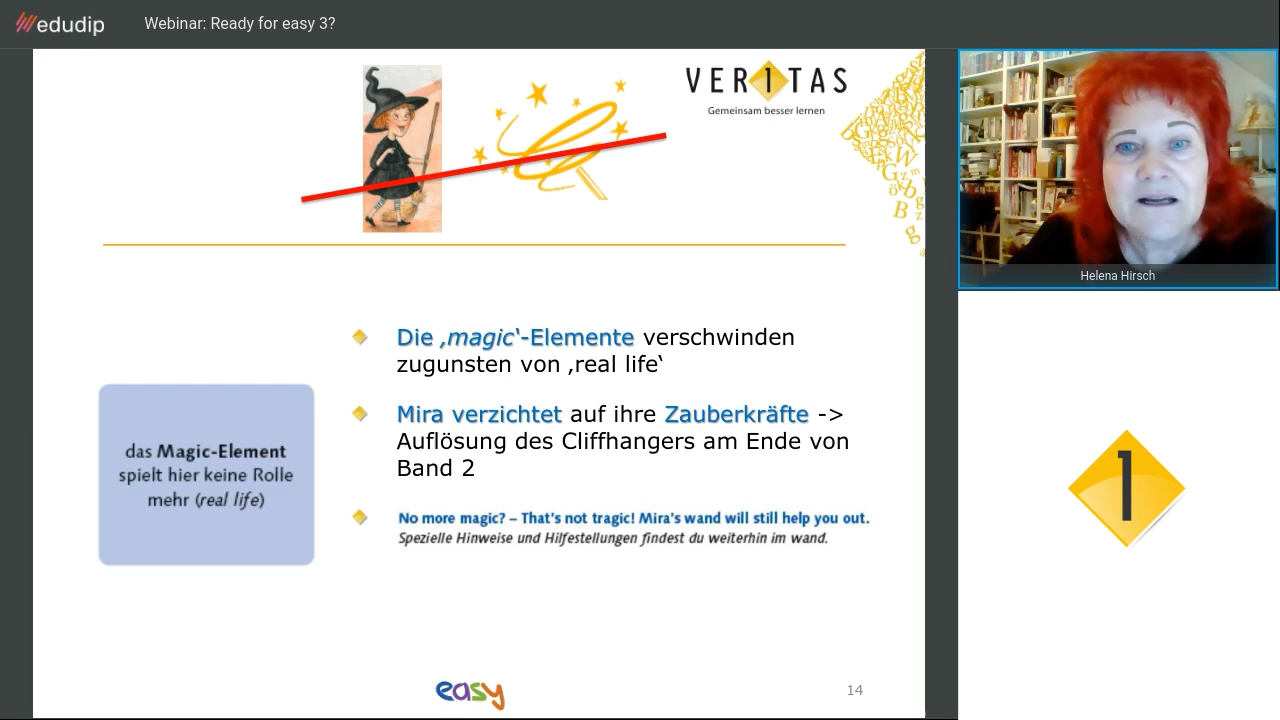 edudip
Webinar: Ready for easy 3?
VER1TAS
Gemeinsam besser lernen
Helena Hirsch
Die ‚magic‘-Elemente verschwinden
zugunsten von ‚real life‘
Mira verzichtet auf ihre Zauberkräfte ->
Auflösung des Cliffhangers am Ende von
Band 2
das Magic-Element
spielt hier keine Rolle
mehr (real life)
No more magic? – That's not tragic! Mira's wand will still help you out.
Spezielle Hinweise und Hilfestellungen findest du weiterhin im wand.
1
easy
14